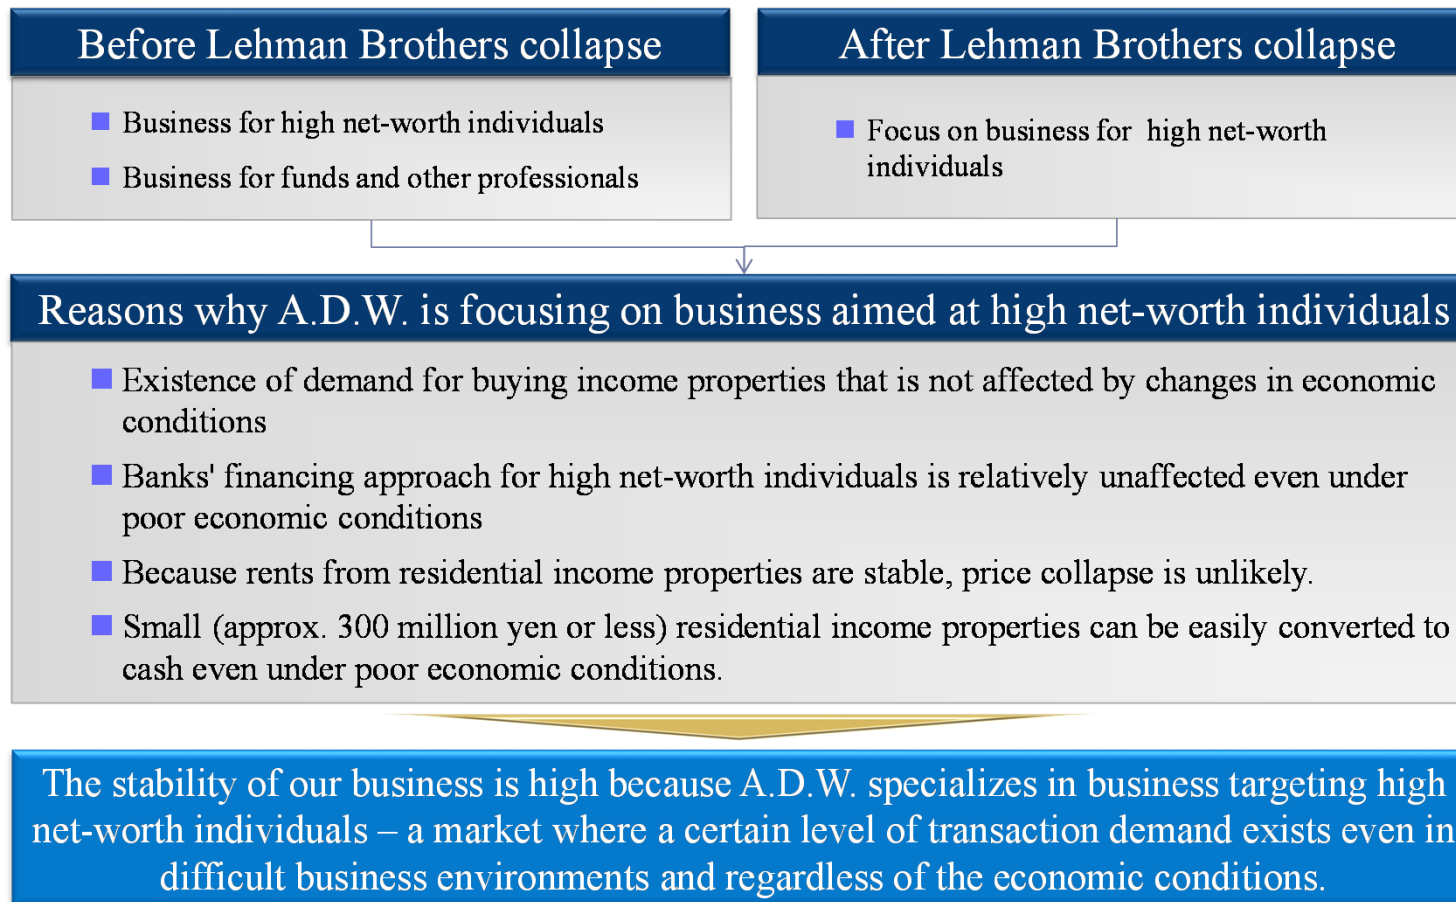 Before Lehman Brothers collapse
Business for high net-worth individuals
Business for funds and other professionals
After Lehman Brothers collapse
Focus on business for high net-worth
individuals
Reasons why A.D.W. is focusing on business aimed at high net-worth individuals
Existence of demand for buying income properties that is not affected by changes in economic
conditions
Banks' financing approach for high net-worth individuals is relatively unaffected even under
poor economic conditions
Because rents from residential income properties are stable, price collapse is unlikely.
Small (approx. 300 million yen or less) residential income properties can be easily converted to
cash even under poor economic conditions.
The stability of our business is high because A.D.W. specializes in business targeting high
net-worth individuals – a market where a certain level of transaction demand exists even in
difficult business environments and regardless of the economic conditions.